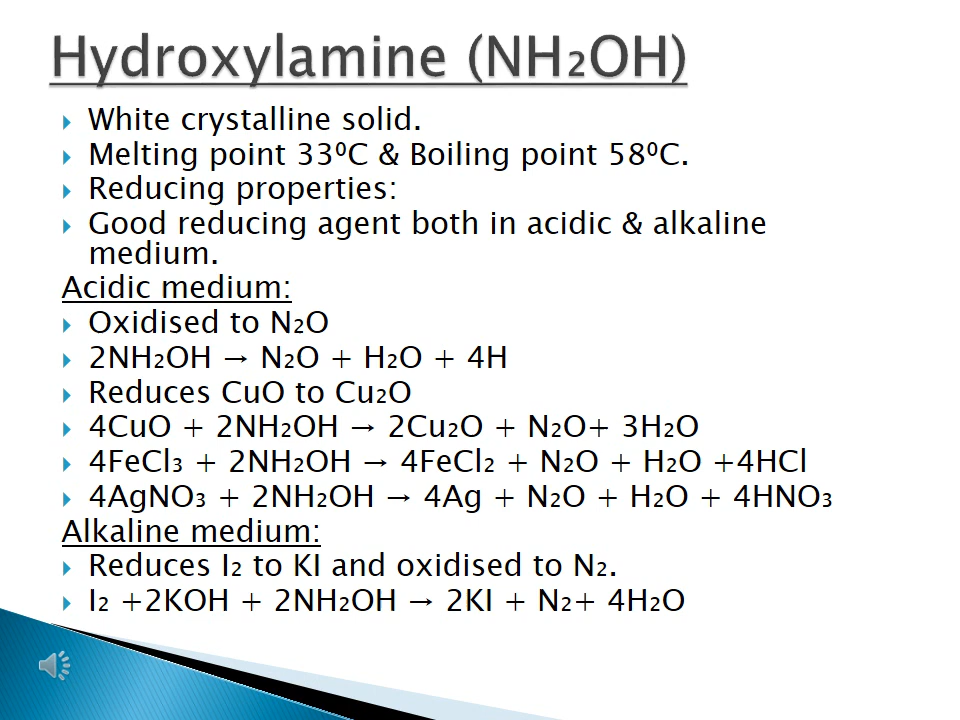 Hydroxylamine (NH₂OH)
White crystalline solid.
Melting point 33⁰C & Boiling point 58⁰C.
Reducing properties:
Good reducing agent both in acidic & alkaline
medium.
Acidic medium:
Oxidised to N₂O
2NH₂OH → N₂O + H₂O + 4H
Reduces CuO to Cu₂O
4CuO + 2NH₂OH → 2Cu₂O + N₂O+ 3H₂O
4FeCl₃ + 2NH₂OH → 4FeCl₂ + N₂O + H₂O +4HCl
4AgNO₃ + 2NH₂OH → 4Ag + N₂O + H₂O + 4HNO₃
Alkaline medium:
Reduces I₂ to KI and oxidised to N₂.
I₂ +2KOH + 2NH₂OH → 2KI + N₂+ 4H₂O